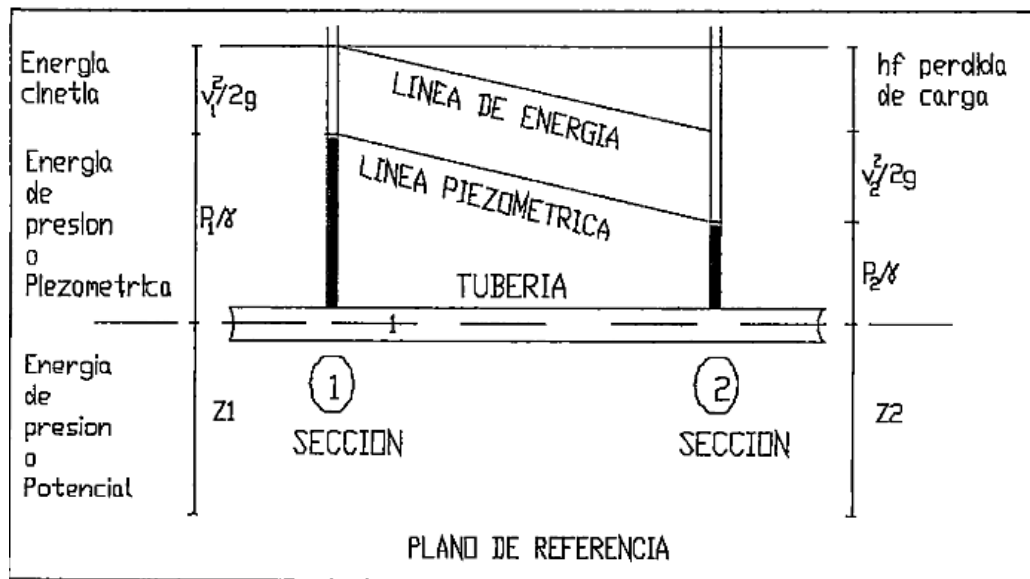 Energia
cinetia
V₁²/2g
Energia
de
presion
o
Piezometrica
P₁/γ
Energia
de
presion
o
Potencial
Z1
LINEA DE ENERGIA
LINEA PIEZOMETRICA
TUBERIA
1
1
SECCION
2
SECCION
hf perdida
de carga
V₂²/2g
P₂/γ
Z2
PLANO DE REFERENCIA